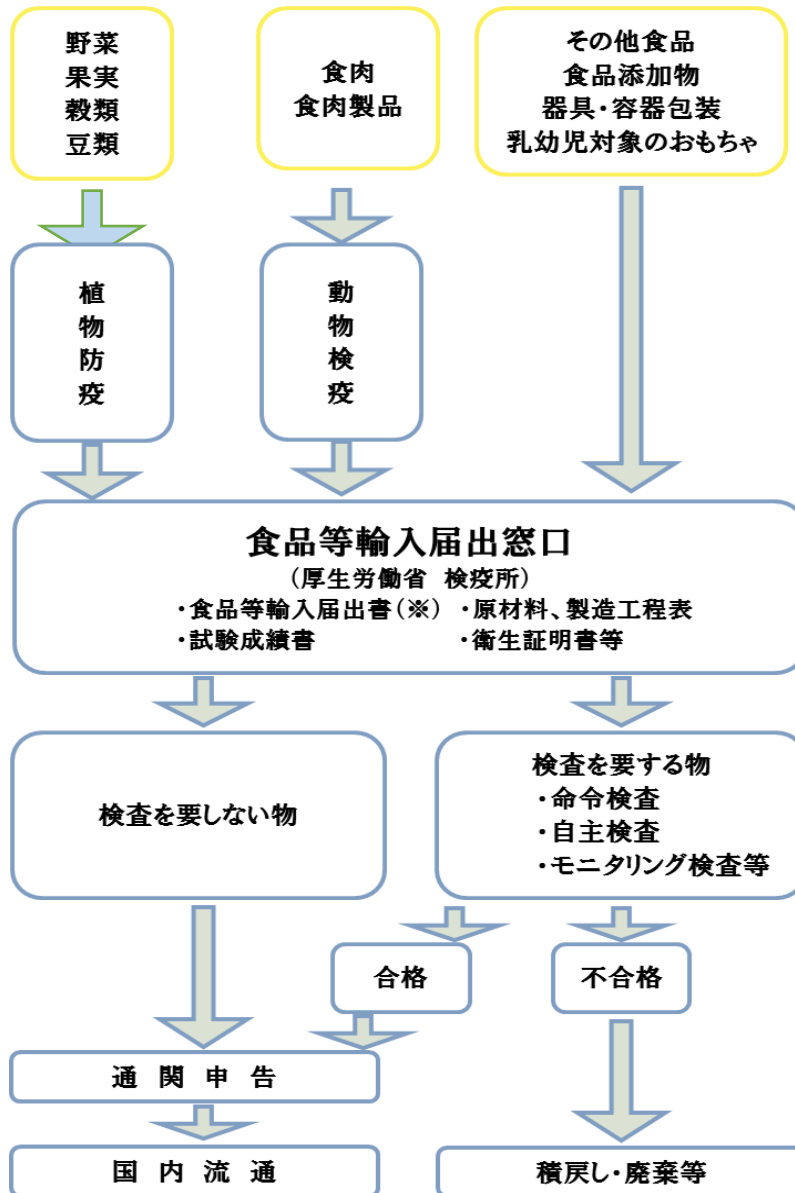 野菜
果実
穀類
豆類
食肉
食肉製品
その他食品
食品添加物
器具・容器包装
乳幼児対象のおもちゃ
植
物
防
疫
動
物
検
疫
食品等輸入届出窓口
（厚生労働省 検疫所）
・食品等輸入届出書（※） ・原材料、製造工程表
・試験成績書 ・衛生証明書等
検査を要しない物
検査を要する物
・命令検査
・自主検査
・モニタリング検査等
合格
不合格
通 関 申 告
国 内 流 通
積戻し・廃棄等